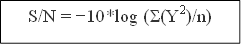 S/N = −10*log (Σ(Y²)/n)